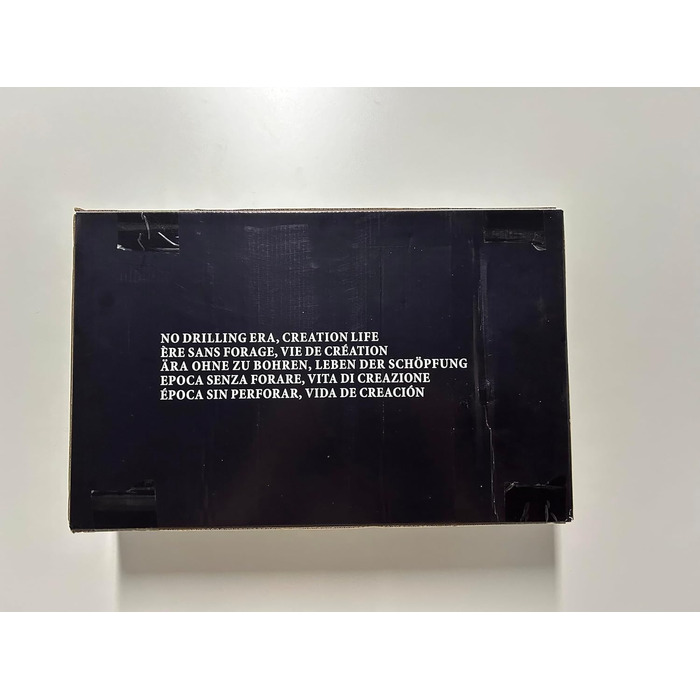 NO DRILLING ERA, CREATION LIFE
ÈRE SANS FORAGE, VIE DE CRÉATION
ÄRA OHNE ZU BOHREN, LEBEN DER SCHÖPFUNG
EPOCA SENZA FORARE, VITA DI CREAZIONE
ÉPOCA SIN PERFORAR, VIDA DE CREACIÓN